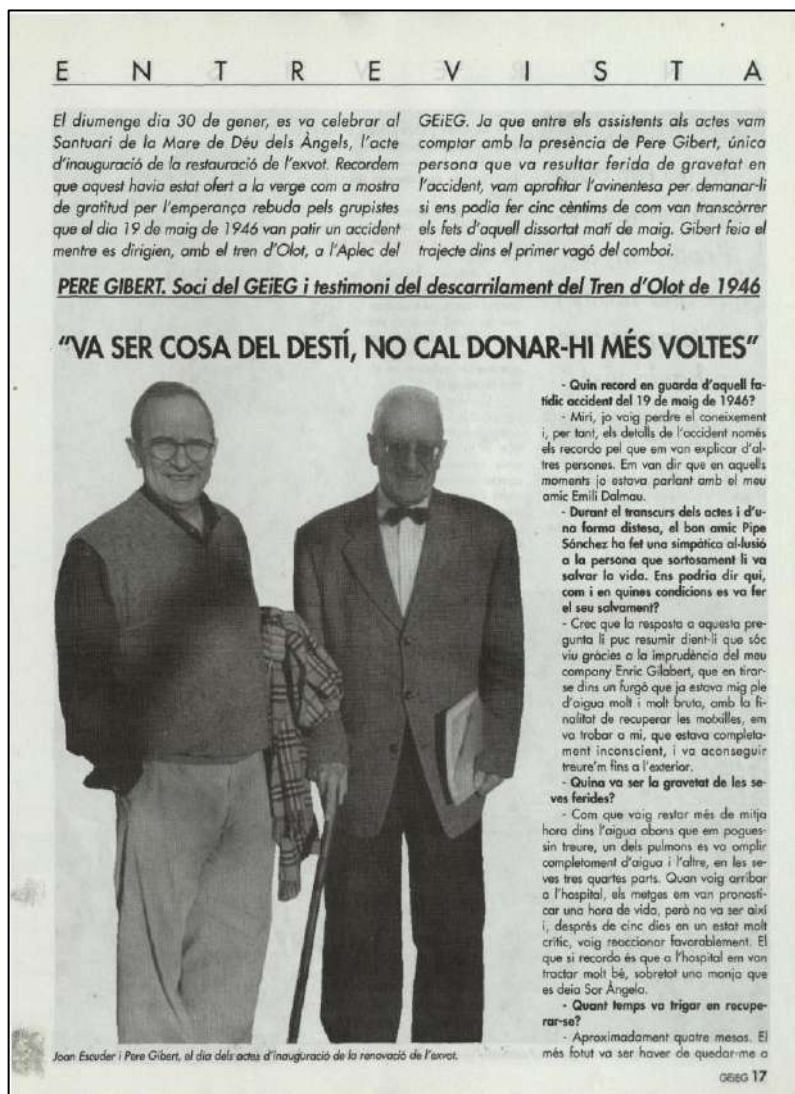 ENTREVISTA
El diumenge dia 30 de gener, es va celebrar al
Santuari de la Mare de Déu dels Àngels, l'acte
d'inauguració de la restauració de l'exvot. Recordem
que aquest havia estat ofert a la verge com a mostra
de gratitud per l'emperança rebuda pels grupistes
que el dia 19 de maig de 1946 van patir un accident
mentre es dirigien, amb el tren d'Olot, a l'Aplec del
GEiEG. Ja que entre els assistents als actes vam
comptar amb la presència de Pere Gibert, única
persona que va resultar ferida de gravetat en
l'accident, vam aprofitar l'avinentesa per demanar-li
si ens podia fer cinc cèntims de com van transcòrrer
els fets d'aquell dissortat matí de maig. Gibert feia el
trajecte dins el primer vagó del comboi.
PERE GIBERT. Soci del GEiEG i testimoni del descarrilament del Tren d'Olot de 1946
"VA SER COSA DEL DESTÍ, NO CAL DONAR-HI MÉS VOLTES"
- Quin record en guarda d'aquell fa-
tídic accident del 19 de maig de 1946?
- Miri, jo vaig perdre el coneixement
i, per tant, els detalls de l'accident només
els recordo pel que em van explicar d'al-
tres persones. Em van dir que en aquells
moments jo estava parlant amb el meu
amic Emili Dalmau.
- Durant el transcurs dels actes i d'u-
na forma distesa, el bon amic Pipe
Sánchez ha fet una simpàtica al·lusió
a la persona que sortosament li va
salvar la vida. Ens podria dir qui,
com i en quines condicions es va fer
el seu salvament?
- Crec que la resposta a aquesta pre-
gunta li puc resumir dient-li que sóc
viu gràcies a la imprudència del meu
company Enric Gilabert, que en tirar-
se dins un furgó que ja estava mig ple
d'aigua molt i molt bruta, amb la fi-
nalitat de recuperar les motxilles, em
va trobar a mi, que estava completa-
ment inconscient, i va aconseguir
treure'm fins a l'exterior.
- Quina va ser la gravetat de les se-
ves ferides?
- Com que vaig restar més de mitja
hora dins l'aigua abans que em pogues-
sin treure, un dels pulmons es va omplir
completament d'aigua i l'altre, en les se-
ves tres quartes parts. Quan vaig arribar
a l'hospital, els metges em van pronosti-
car una hora de vida, però no va ser així
i, després de cinc dies en un estat molt
crític, vaig reaccionar favorablement. El
que si recordo és que a l'hospital em van
tractar molt bé, sobretot una monja que
es deia Sor Àngela.
- Quant temps va trigar en recupe-
rar-se?
- Aproximadament quatre mesos. El
més fotut va ser haver de quedar-me a
Joan Escuder i Pere Gibert, el dia dels actes d'inauguració de la renovació de l'exvot.
GEiEG 17